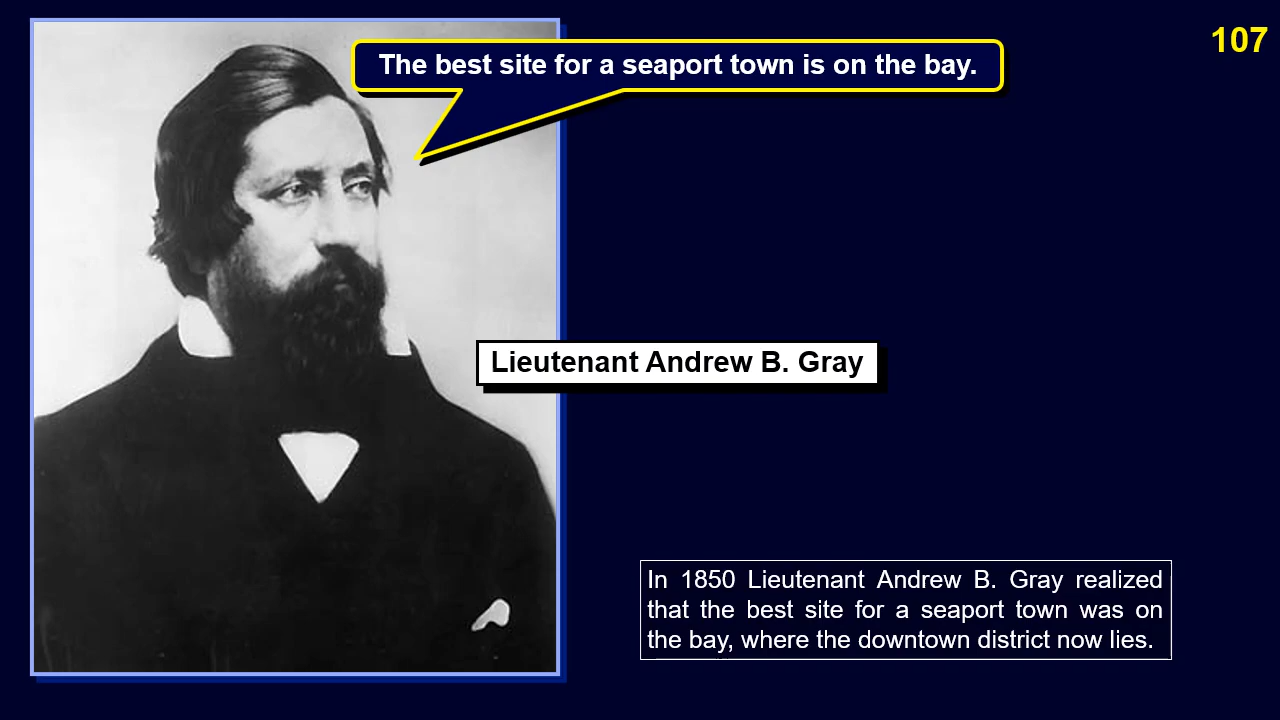 107
The best site for a seaport town is on the bay.
Lieutenant Andrew B. Gray
In 1850 Lieutenant Andrew B. Gray realized
that the best site for a seaport town was on
the bay, where the downtown district now lies.